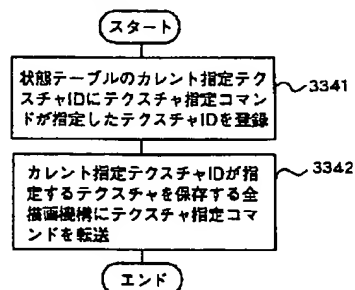 スタート
状態テーブルのカレント指定テク
スチャIDにテクスチャ指定コマン
ドが指定したテクスチャIDを登録
3341
カレント指定テクスチャIDが指
定するテクスチャを保存する全
描画機構にテクスチャ指定コマ
ンドを転送
3342
エンド